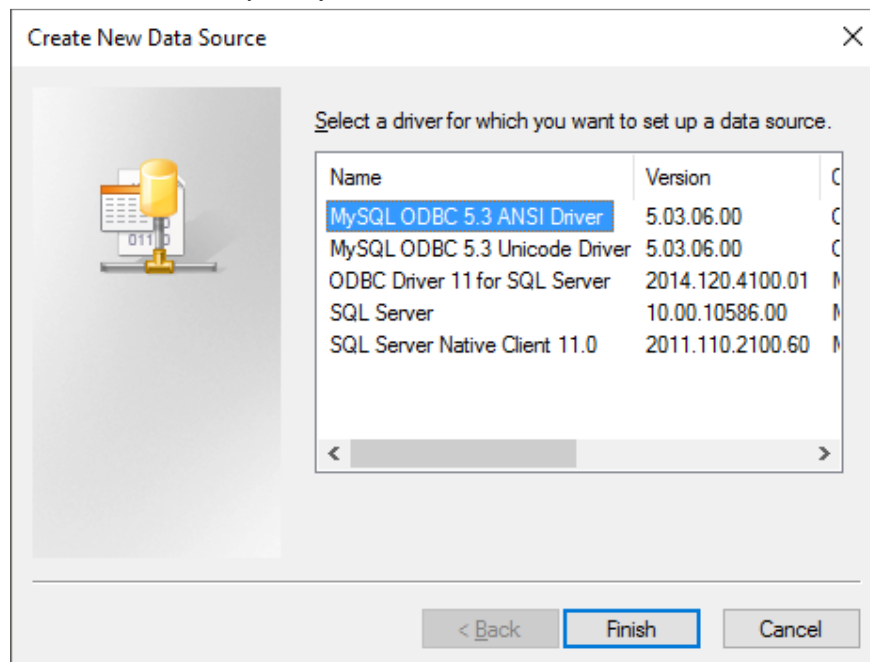 Create New Data Source
Select a driver for which you want to set up a data source.
Name Version C
MySQL ODBC 5.3 ANSI Driver 5.03.06.00 C
MySQL ODBC 5.3 Unicode Driver 5.03.06.00 C
ODBC Driver 11 for SQL Server 2014.120.4100.01 M
SQL Server 10.00.10586.00 M
SQL Server Native Client 11.0 2011.110.2100.60 M
< Back Finish Cancel